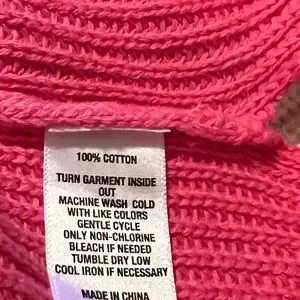 100% COTTON
TURN GARMENT INSIDE
OUT
MACHINE WASH COLD
WITH LIKE COLORS
GENTLE CYCLE
ONLY NON-CHLORINE
BLEACH IF NEEDED
TUMBLE DRY LOW
COOL IRON IF NECESSARY
MADE IN CHINA